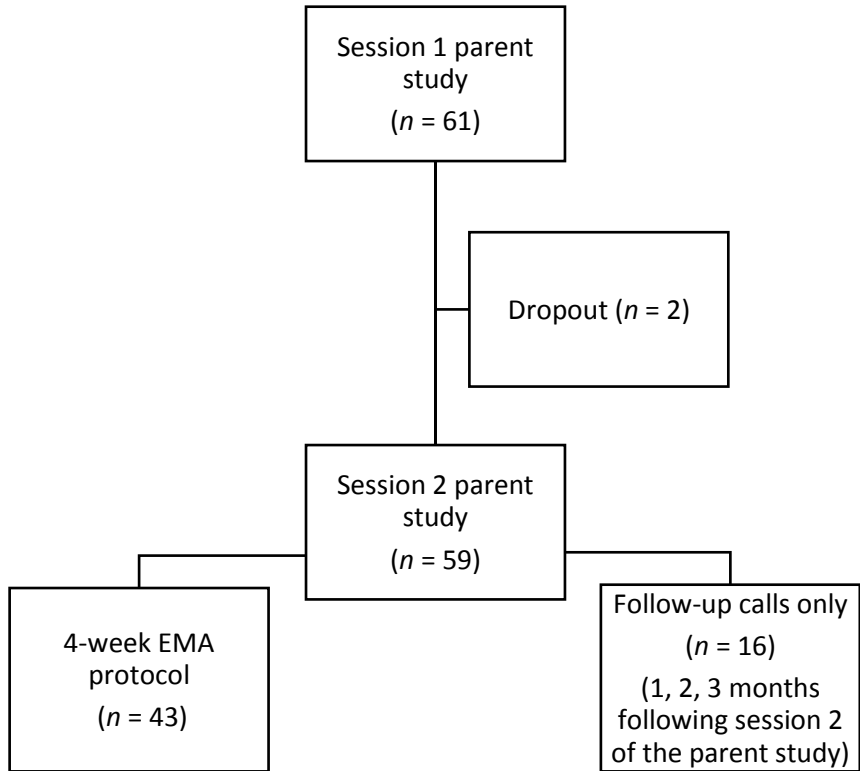 Session 1 parent
study
(n = 61)
Dropout (n = 2)
Session 2 parent
study
(n = 59)
4-week EMA
protocol
(n = 43)
Follow-up calls only
(n = 16)
(1, 2, 3 months
following session 2
of the parent study)